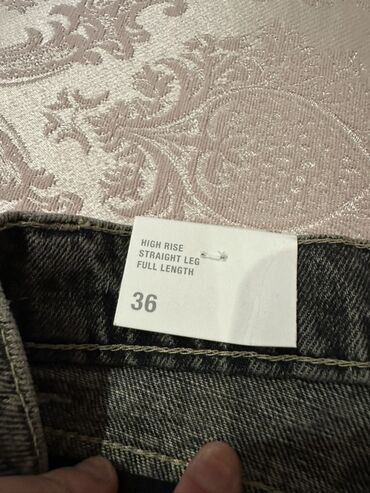 HIGH RISE
STRAIGHT LEG
FULL LENGTH
36